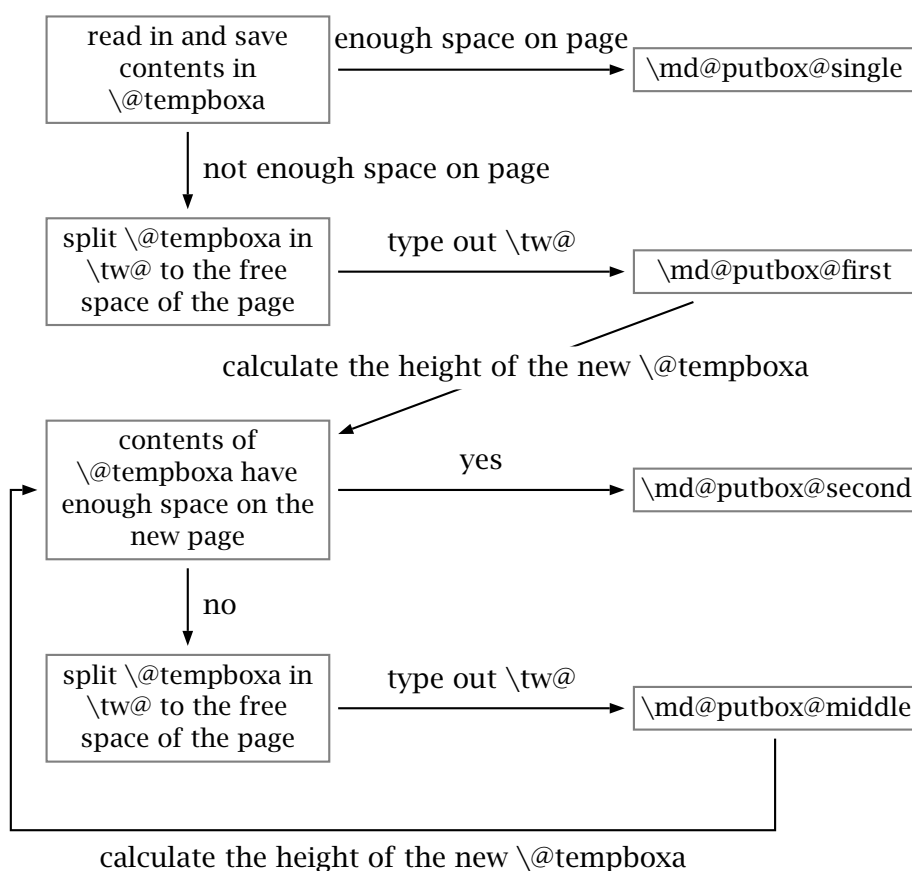 read in and save
contents in
\@tempboxa
enough space on page
\md@putbox@single
not enough space on page
split \@tempboxa in
\tw@ to the free
space of the page
type out \tw@
\md@putbox@first
calculate the height of the new \@tempboxa
contents of
\@tempboxa have
enough space on the
new page
yes
\md@putbox@second
no
split \@tempboxa in
\tw@ to the free
space of the page
type out \tw@
\md@putbox@middle
calculate the height of the new \@tempboxa